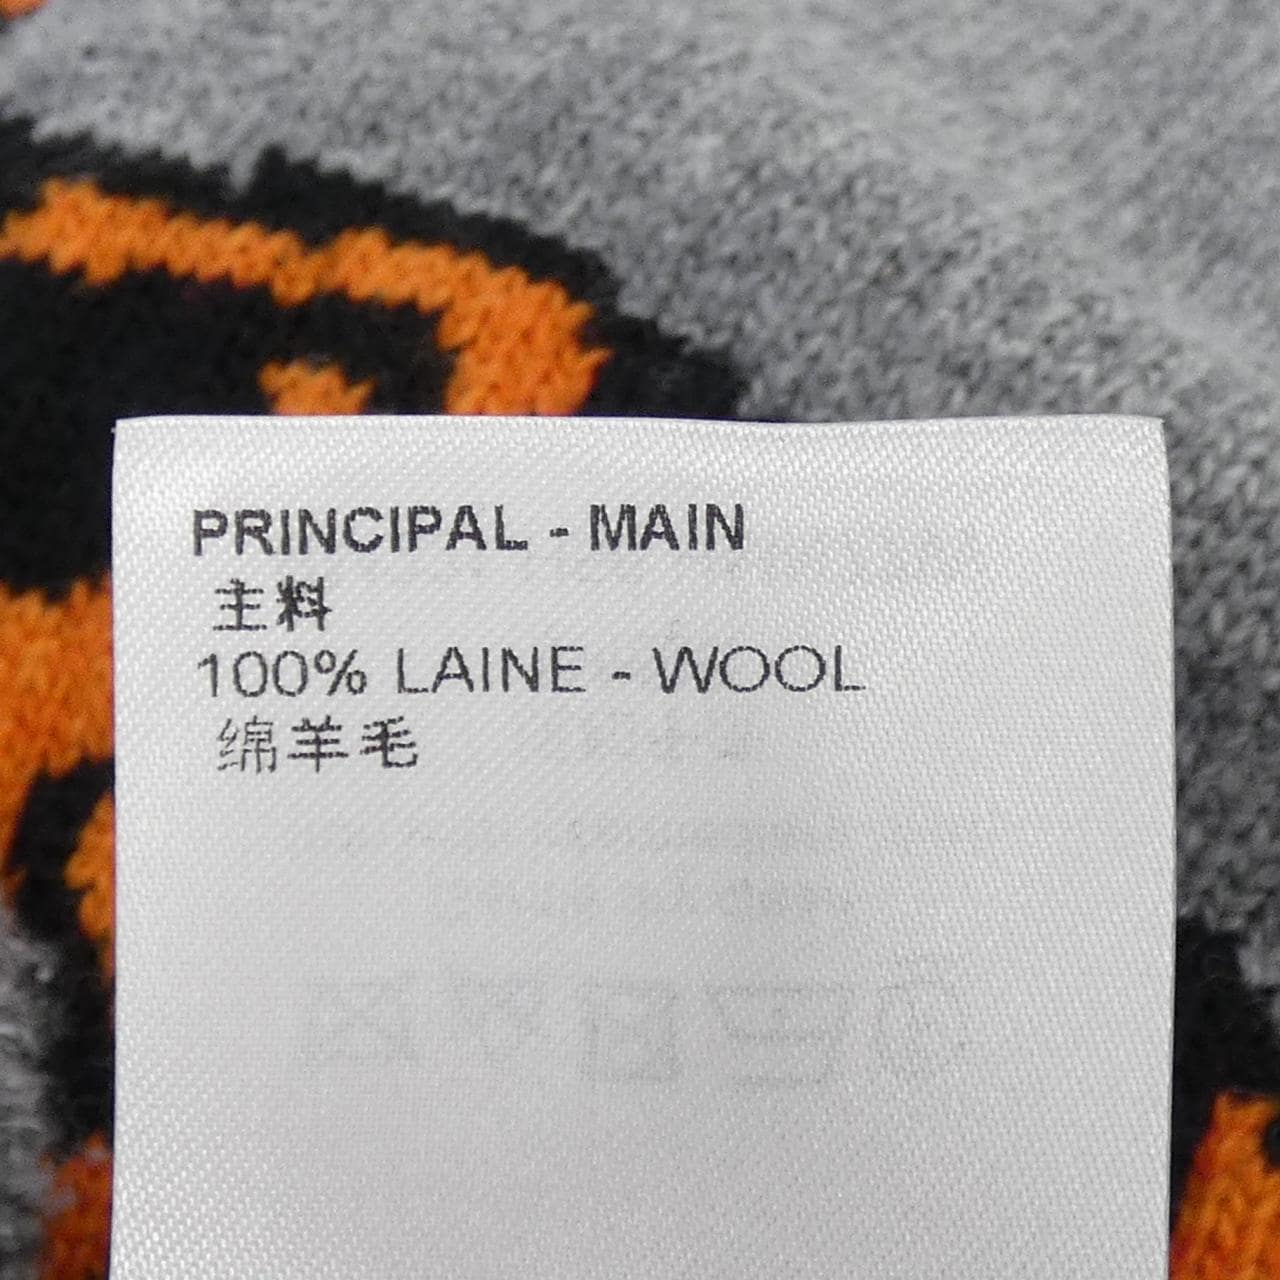 PRINCIPAL - MAIN
主料
100% LAINE - WOOL
绵羊毛